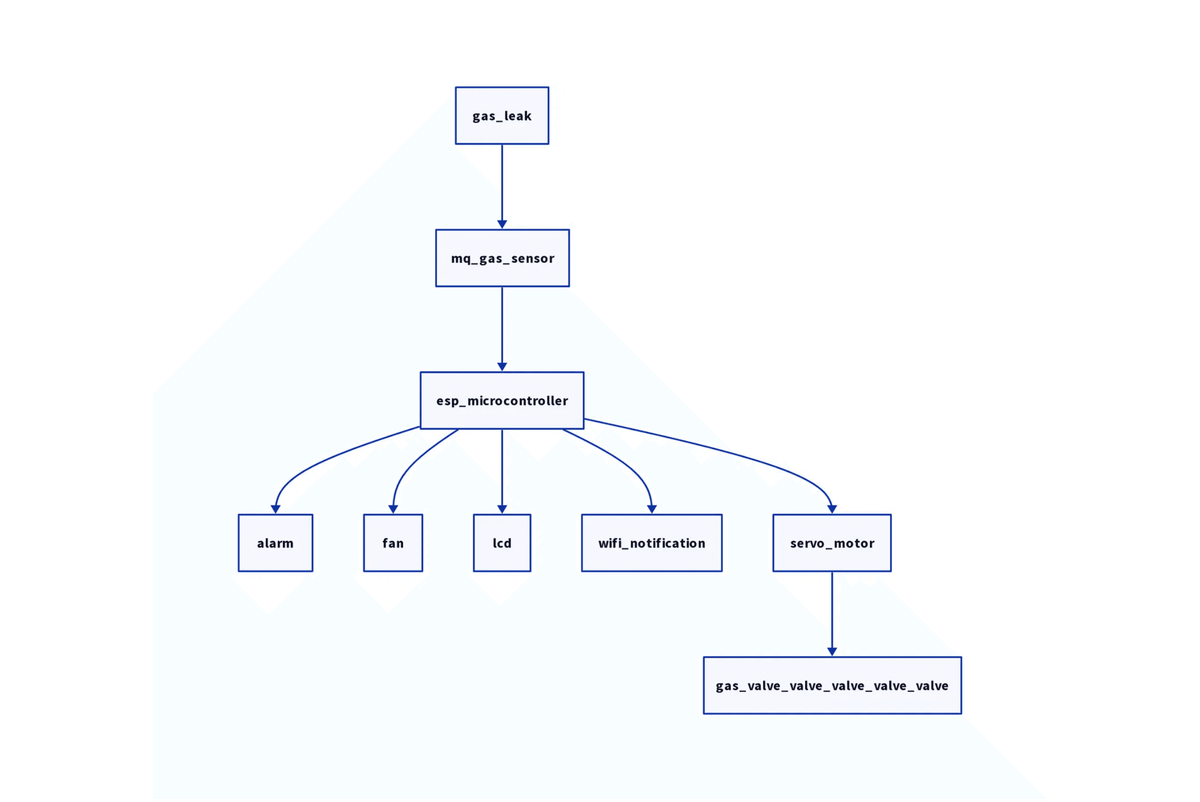 gas_leak
mq_gas_sensor
esp_microcontroller
alarm
fan
lcd
wifi_notification
servo_motor
gas_valve_valve_valve_valve_valve